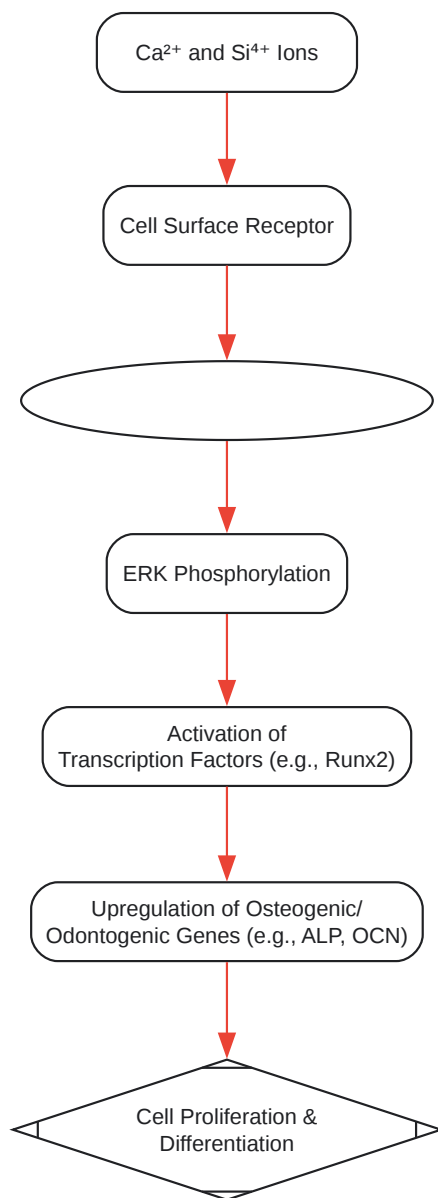 Ca²⁺ and Si⁴⁺ Ions
Cell Surface Receptor
ERK Phosphorylation
Activation of
Transcription Factors (e.g., Runx2)
Upregulation of Osteogenic/
Odontogenic Genes (e.g., ALP, OCN)
Cell Proliferation &
Differentiation